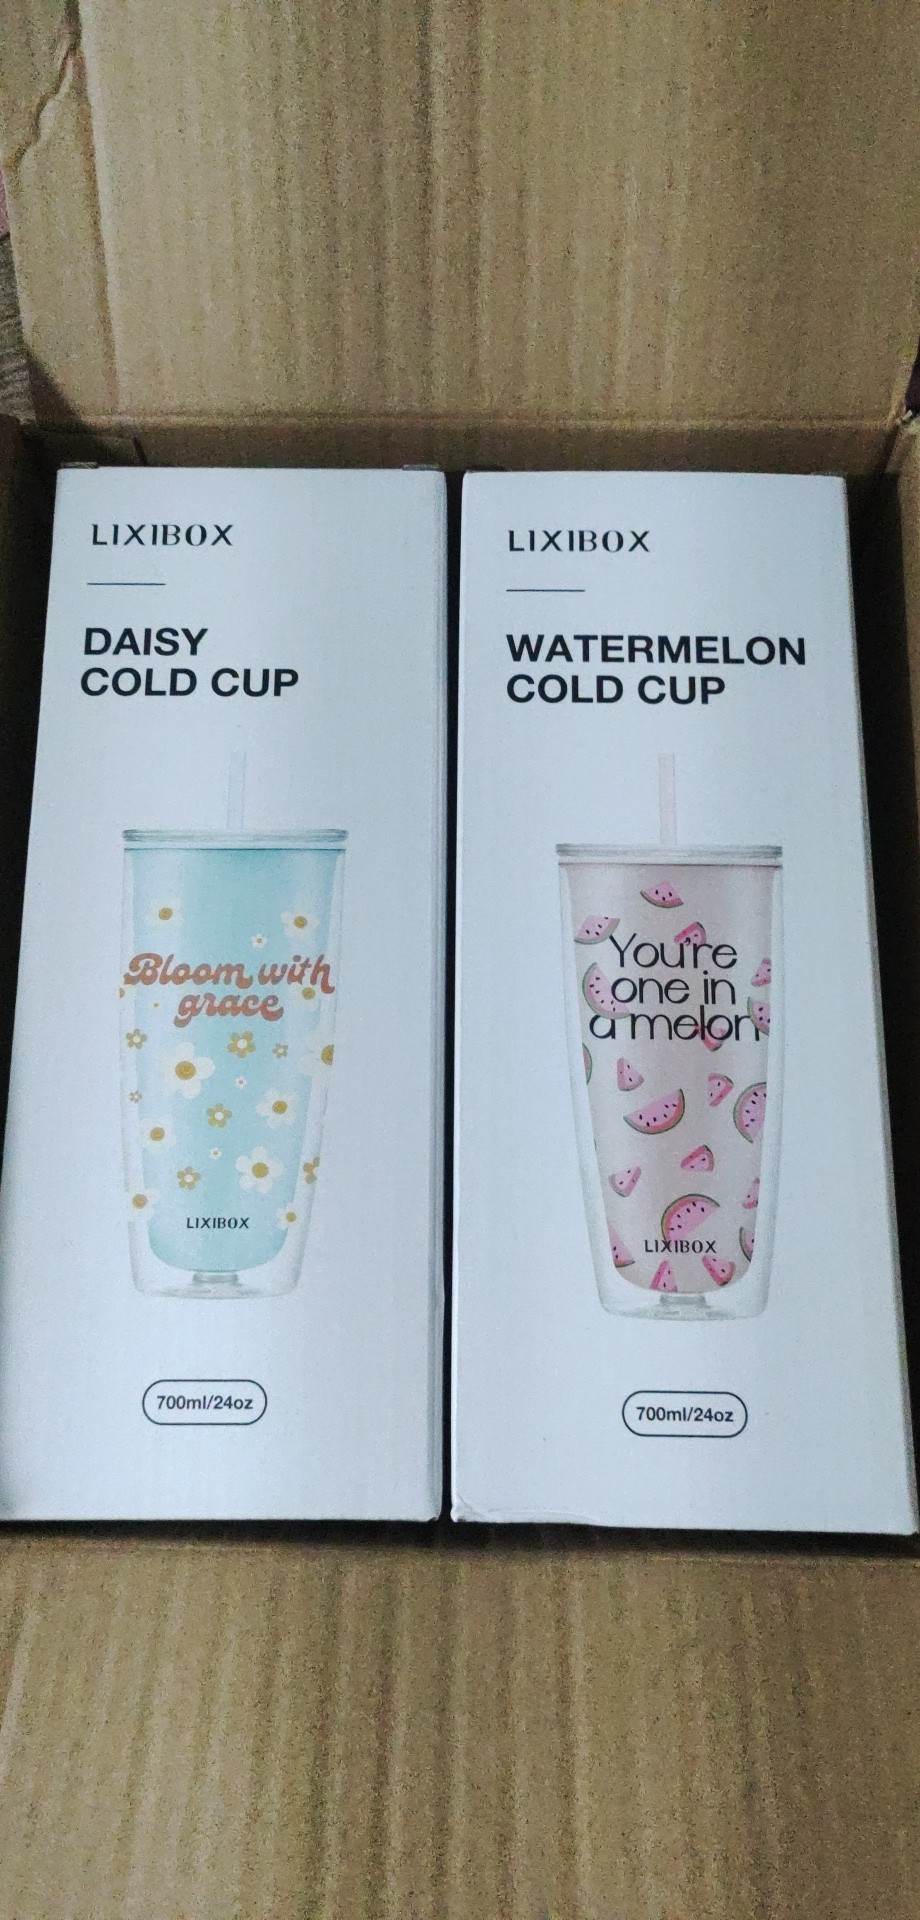 LIXIBOX
DAISY
COLD CUP
Bloom with
grace
LIXIBOX
700ml/24oz
LIXIBOX
WATERMELON
COLD CUP
You're
one in
a melon
LIXIBOX
700ml/24oz